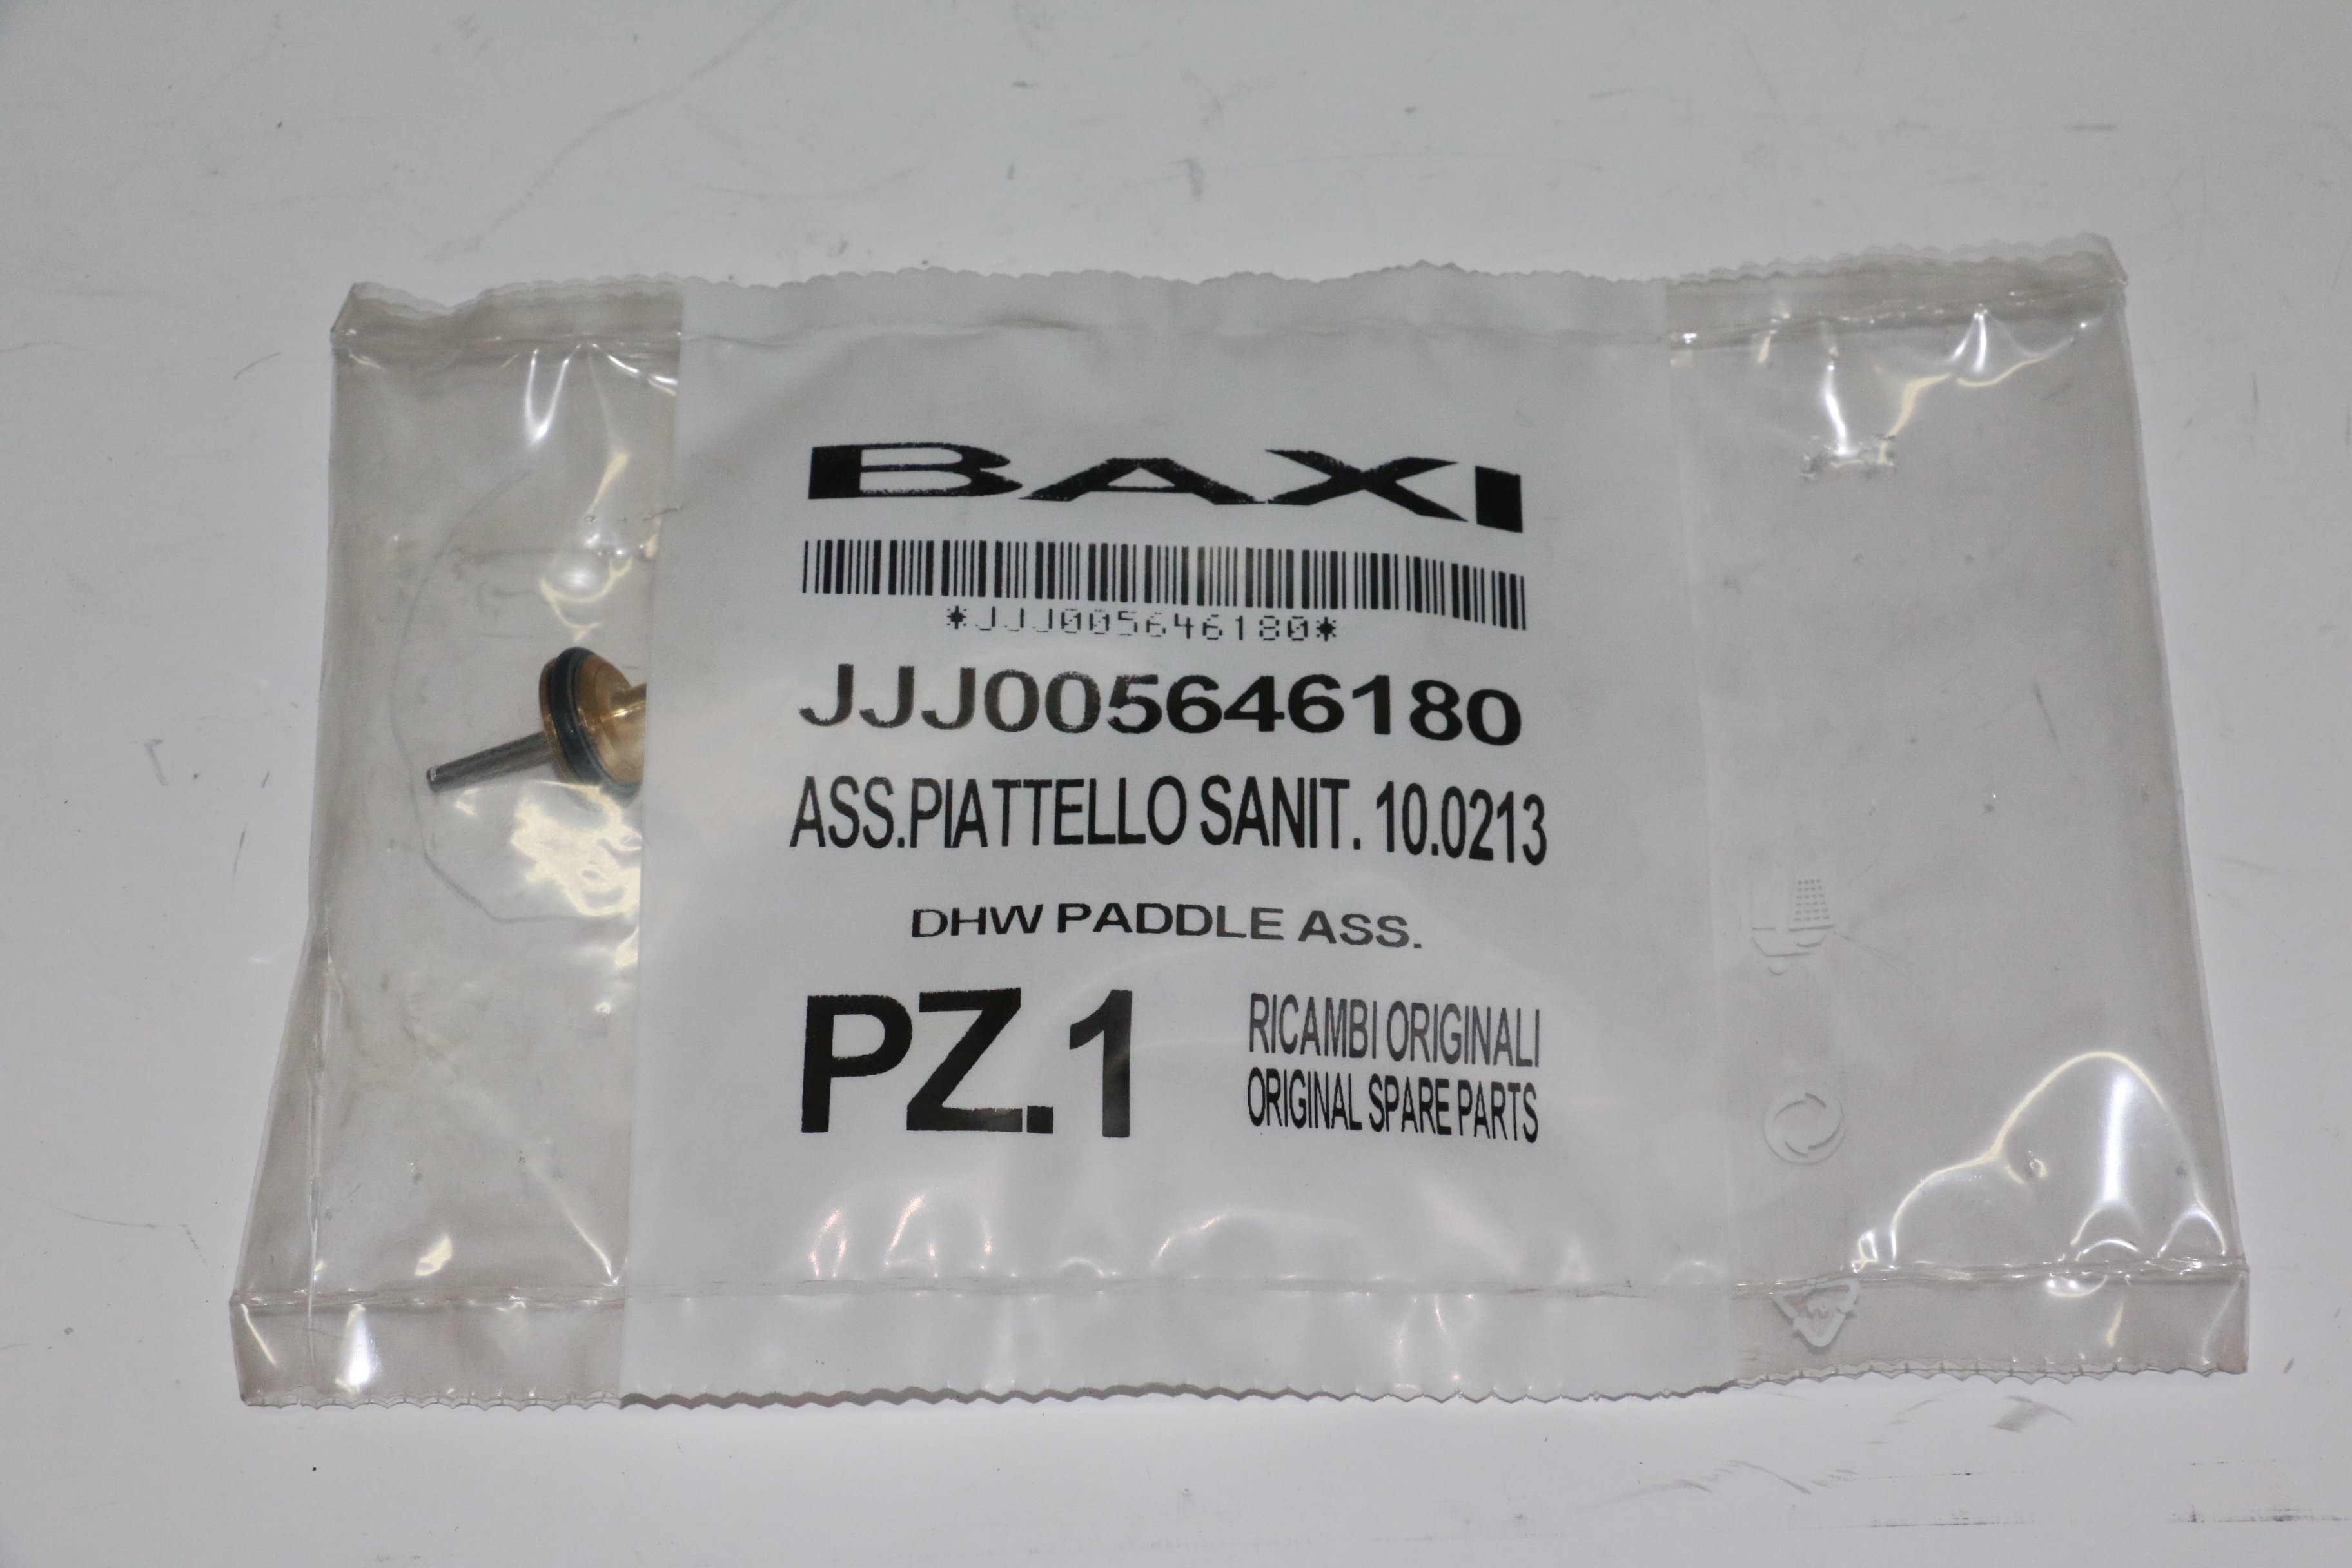 BAXI
*JJJ005646180*
JJJ005646180
ASS.PIATTELLO SANIT. 10.0213
DHW PADDLE ASS.
PZ.1
RICAMBI ORIGINALI
ORIGINAL SPARE PARTS